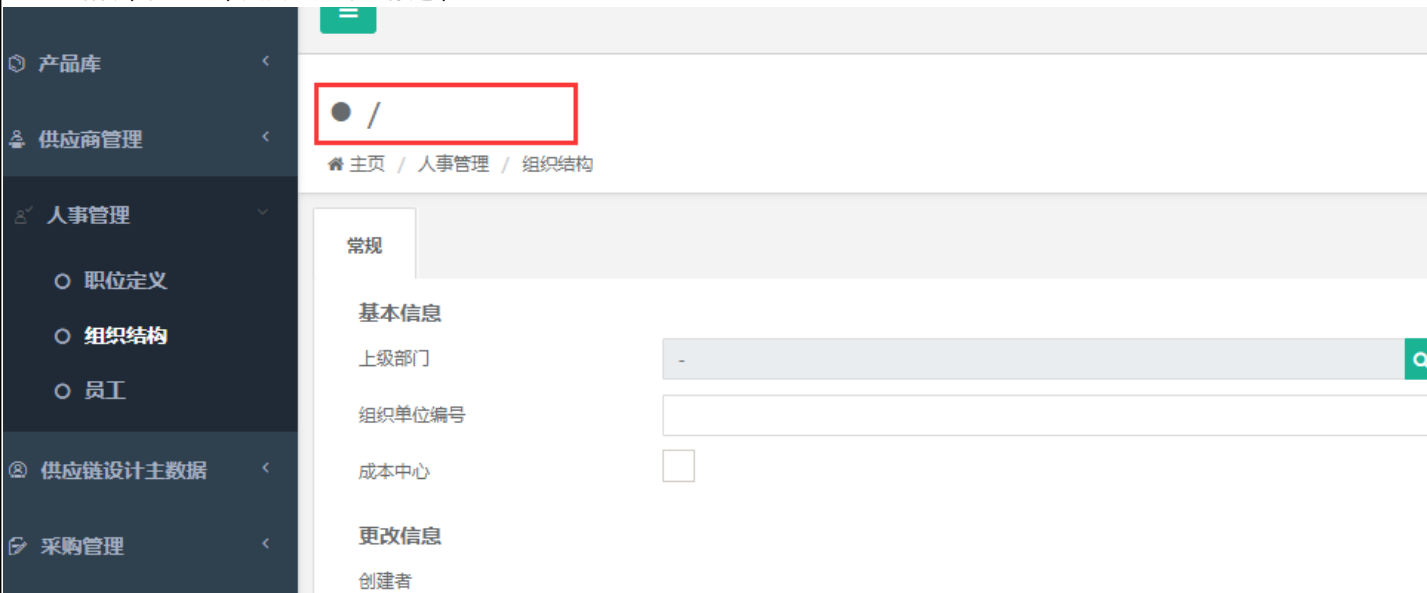 产品库
供应商管理
人事管理
职位定义
组织结构
员工
供应链设计主数据
采购管理
/
主页 / 人事管理 / 组织结构
常规
基本信息
上级部门
-
组织单位编号
成本中心
更改信息
创建者